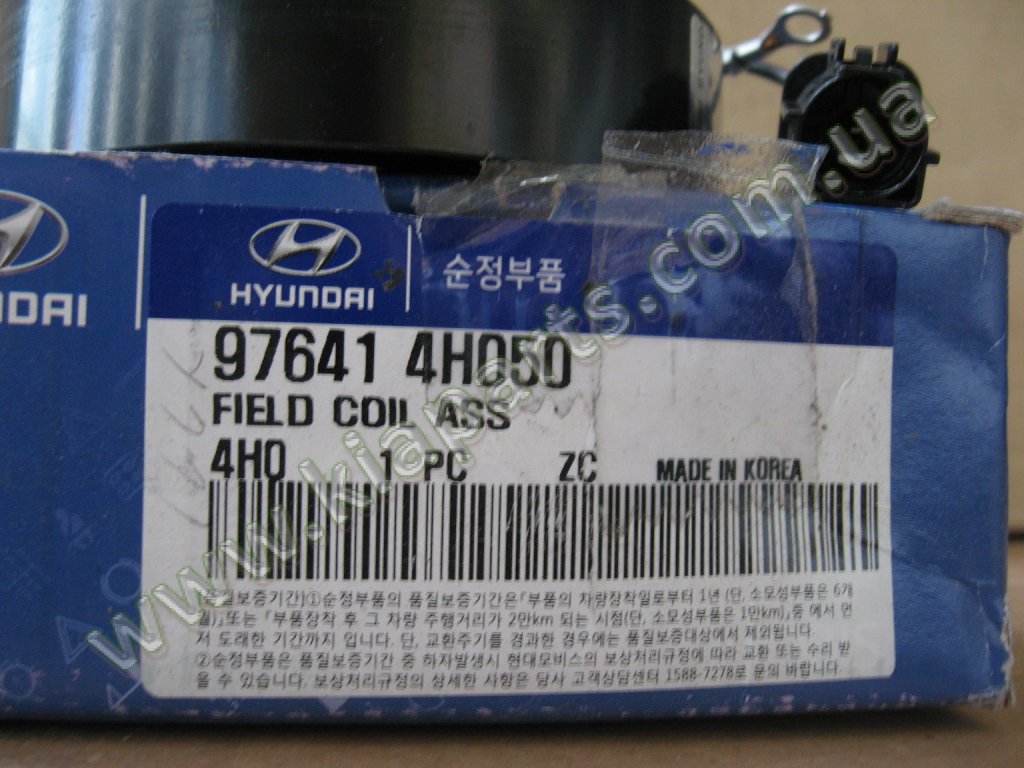 HYUNDAI
순정부품
97641 4H050
FIELD COIL ASS
4H0 1 PC ZC MADE IN KOREA
[품질보증기간]①순정부품의 품질보증기간은「부품의 차량장착일로부터 1년 (단, 소모성부품은 6개
월)」또는「부품장착 후 그 차량 주행거리가 2만km 되는 시점(단, 소모성부품은 1만km)」중 에서 먼
저 도래한 기간까지 입니다. 단, 교환주기를 경과한 경우에는 품질보증대상에서 제외됩니다.
②순정부품은 품질보증기간 중 하자발생시 현대모비스의 보상처리규정에 따라 교환 또는 수리 받
을 수 있습니다. 보상처리규정의 상세한 사항은 당사 고객상담센터 1588-7278로 문의 바랍니다.
NDAI
www.kiaparts.com.ua